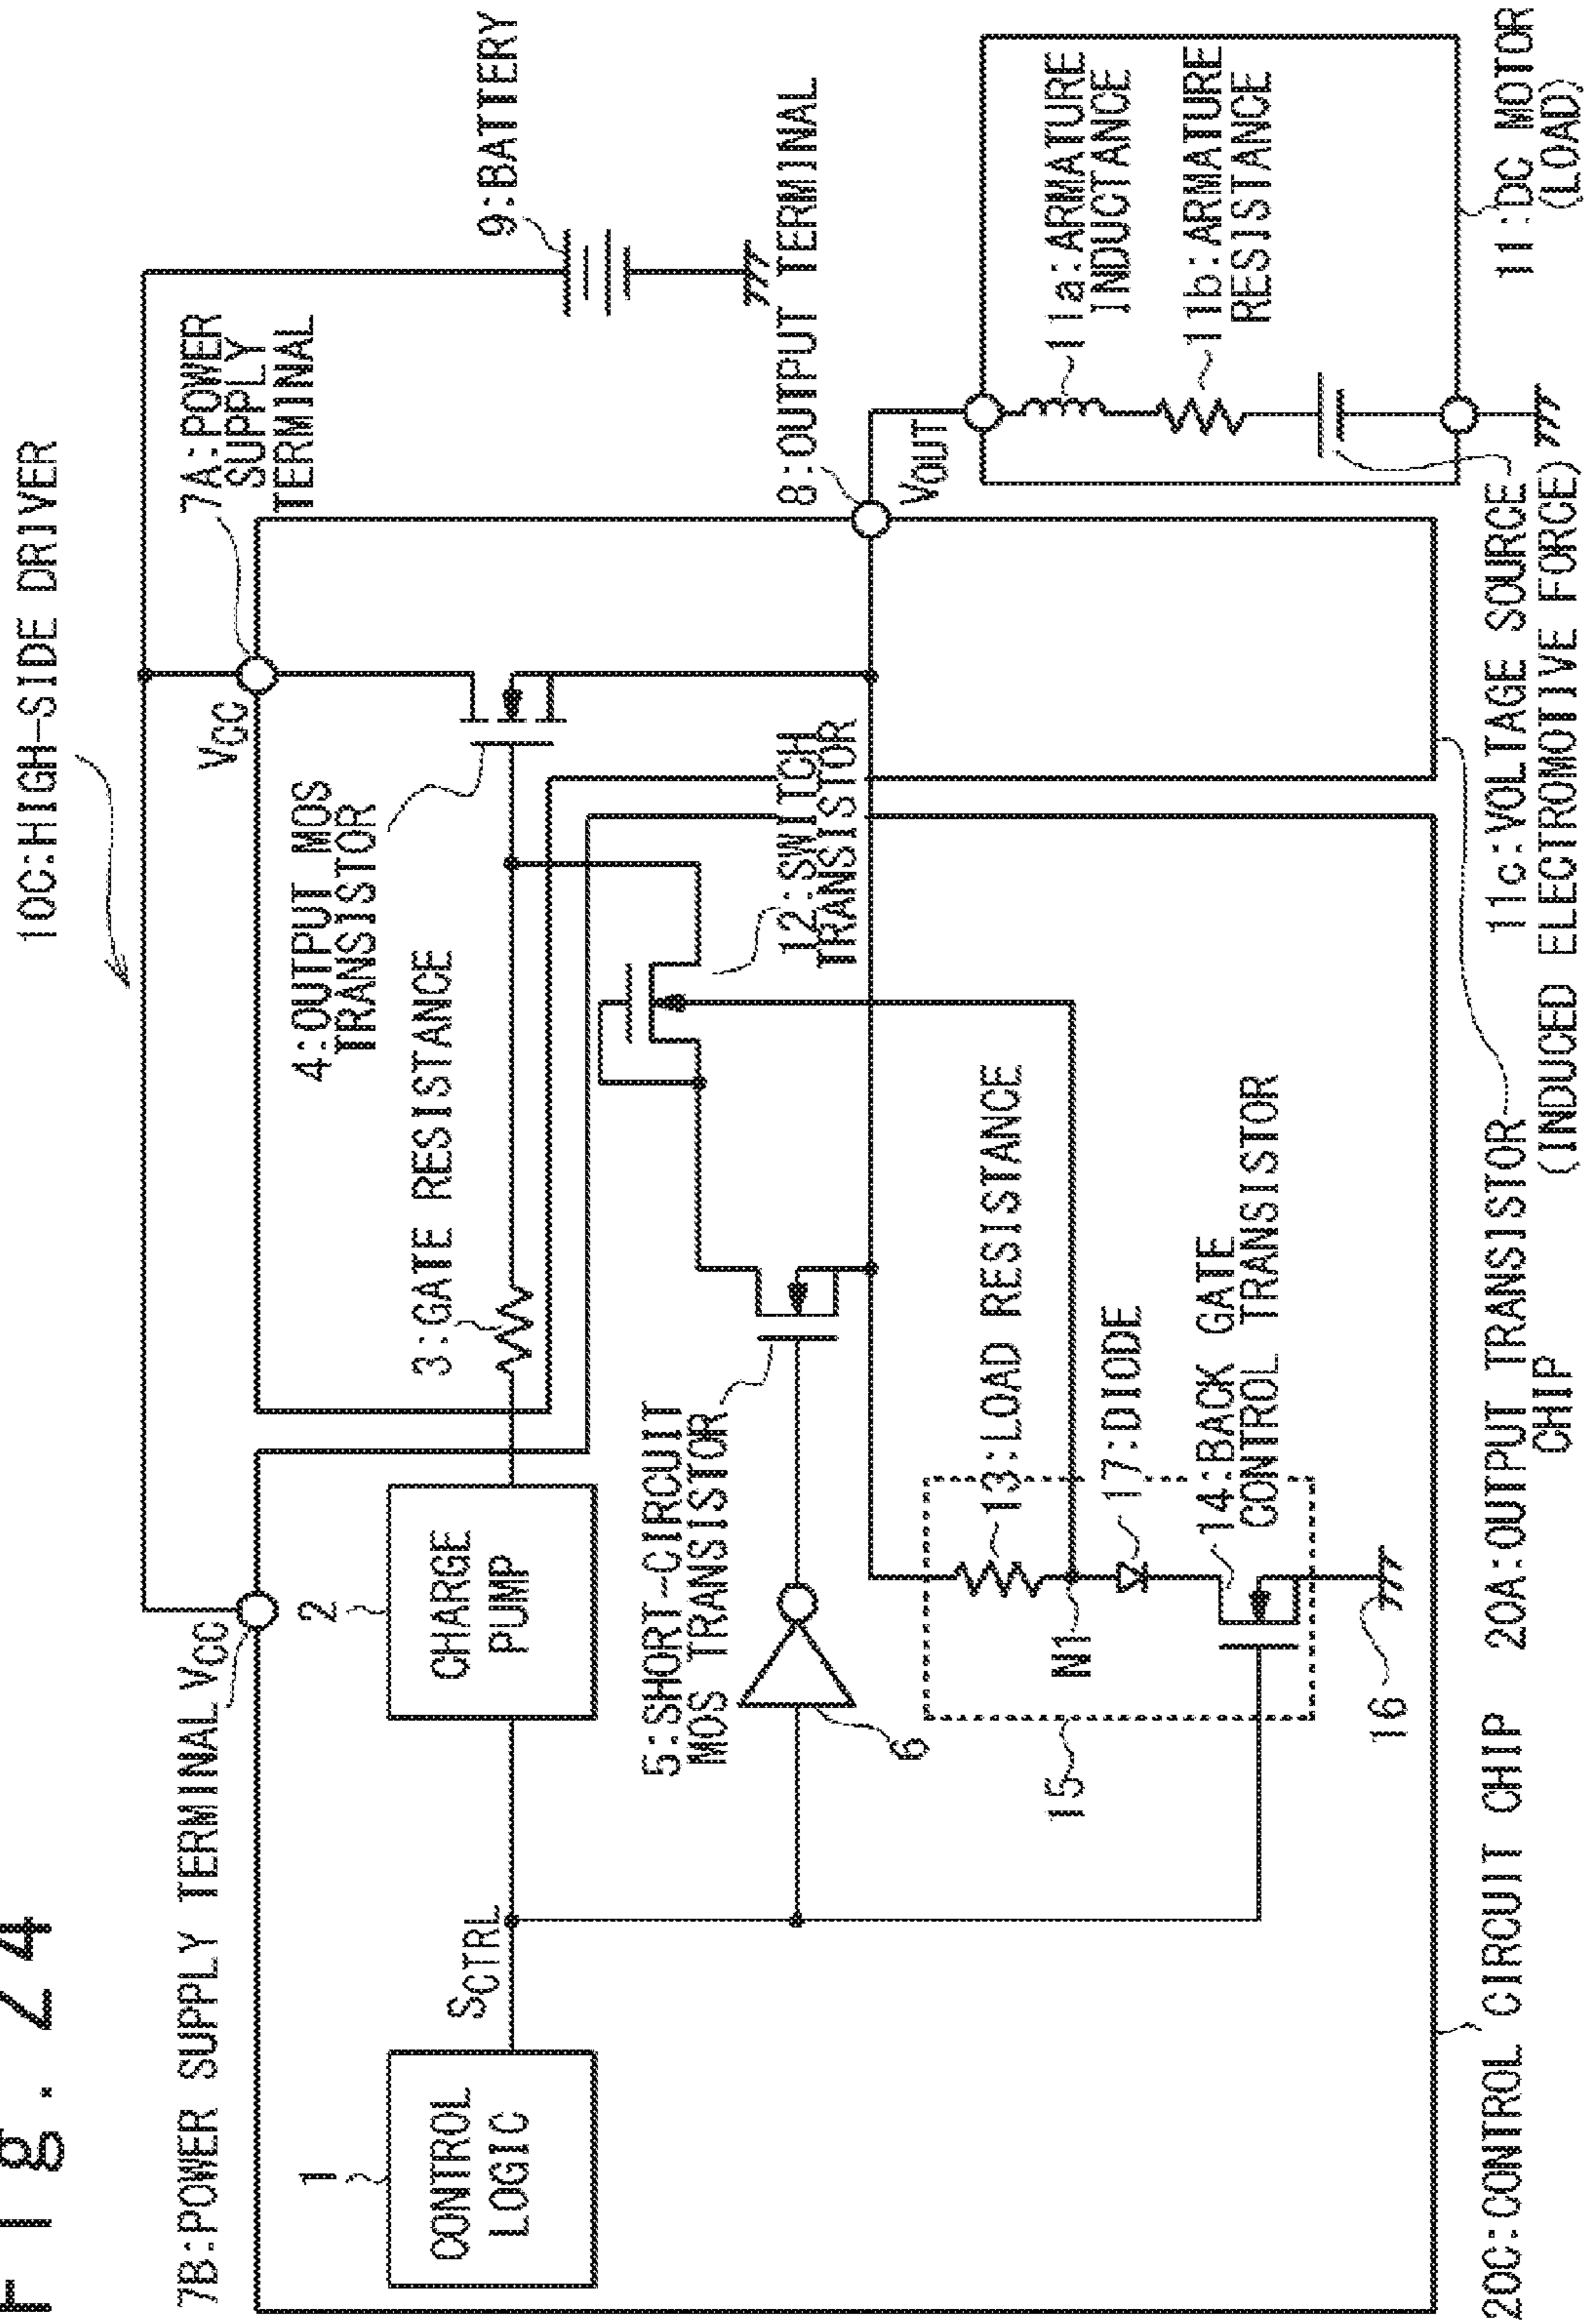 Fig. 24
10C:HIGH-SIDE DRIVER
7B:POWER SUPPLY TERMINAL
VCC
VCC
7A:POWER
SUPPLY
TERMINAL
9:BATTERY
1
CONTROL
LOGIC
SCTRL
2
CHARGE
PUMP
3:GATE RESISTANCE
4:OUTPUT MOS
TRANSISTOR
5:SHORT-CIRCUIT
MOS TRANSISTOR
6
12:SWITCH
TRANSISTOR
8:OUTPUT TERMINAL
VOUT
11a:ARMATURE
INDUCTANCE
11b:ARMATURE
RESISTANCE
13:LOAD RESISTANCE
N1
17:DIODE
14:BACK GATE
CONTROL TRANSISTOR
15
16
11:DC MOTOR
(LOAD)
11c:VOLTAGE SOURCE
(INDUCED ELECTROMOTIVE FORCE)
20C:CONTROL CIRCUIT CHIP
20A:OUTPUT TRANSISTOR
CHIP